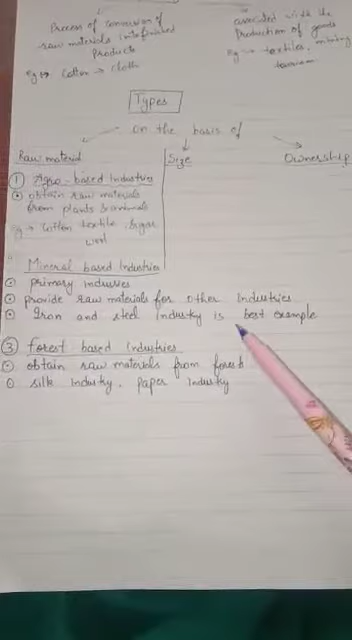 Process of conversion of
raw materials into finished
Products
eg → Cotton → cloth
associated with the
Production of goods
eg → textiles, mining
tourism
Types
on the basis of
Raw material
Size
Ownership
① Agro-based Industries
obtain raw materials
from plants & animals
eg → Cotton textile, Sugar
wool
Mineral based Industries
primary industries
provide raw materials for other industries
Iron and steel industry is best example
③ Forest based Industries
obtain raw materials from forest
silk industry, paper industry